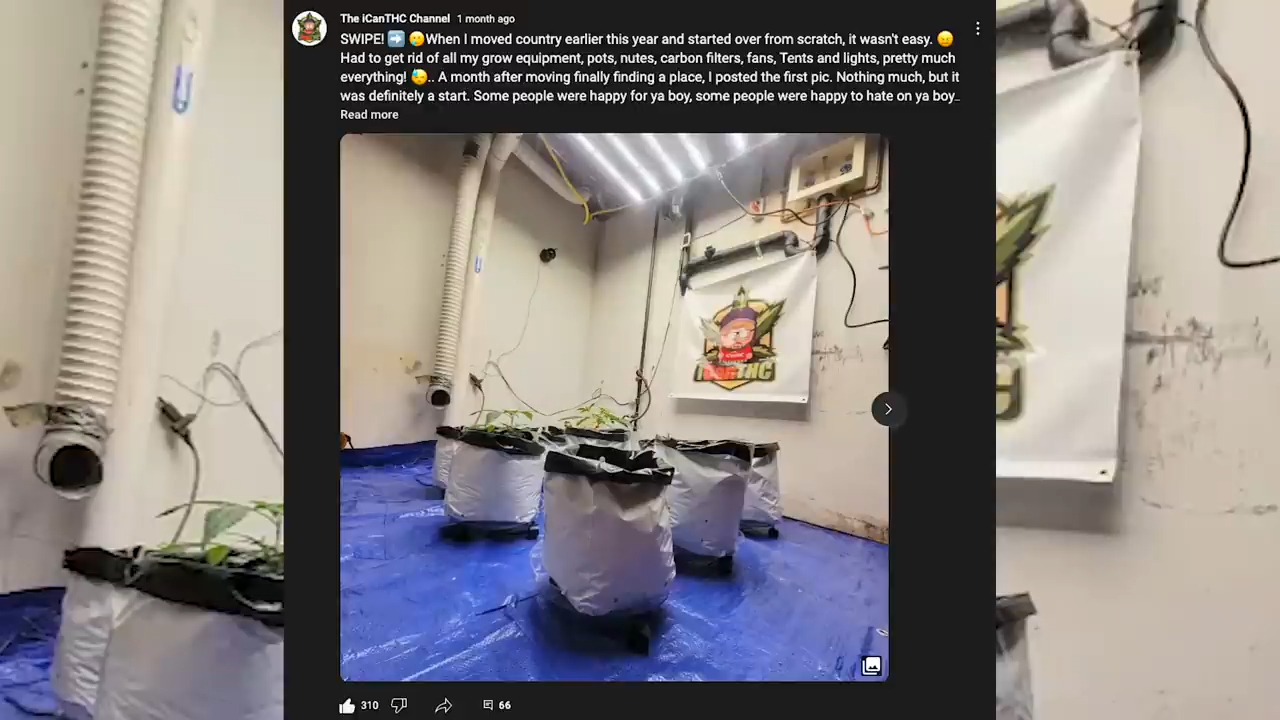 The iCanTHC Channel 1 month ago
SWIPE! ➡️ 🥲When I moved country earlier this year and started over from scratch, it wasn't easy. 😖
Had to get rid of all my grow equipment, pots, nutes, carbon filters, fans, Tents and lights, pretty much
everything! 😓.. A month after moving finally finding a place, I posted the first pic. Nothing much, but it
was definitely a start. Some people were happy for ya boy, some people were happy to hate on ya boy…
Read more
iCanTHC
310 66